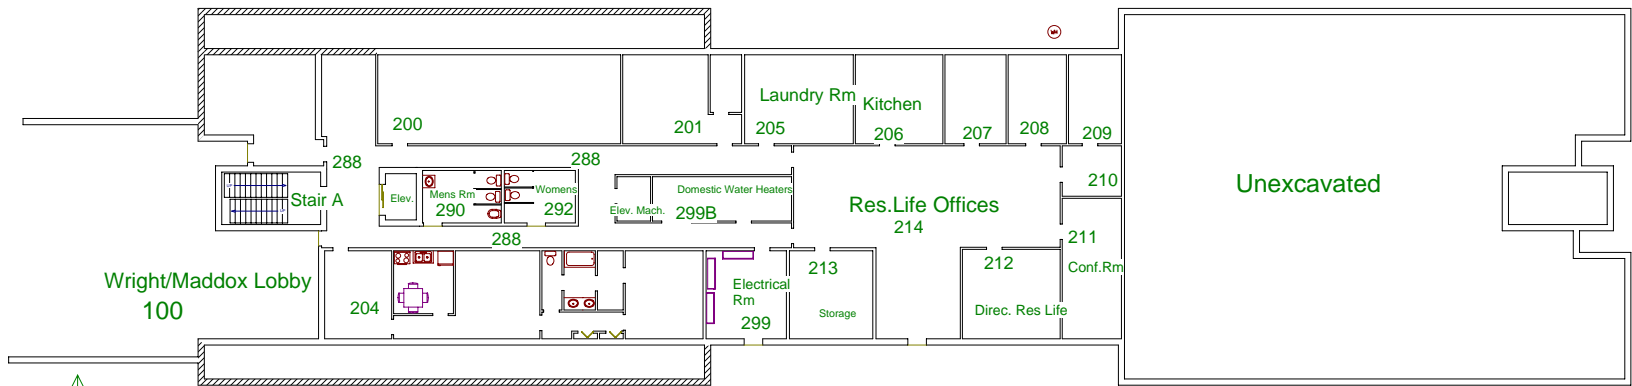 Laundry Rm
Kitchen
200
201
205
206
207
208
209
288
288
Stair A
Elev.
Mens Rm
290
Womens
292
Elev. Mach.
Domestic Water Heaters
299B
Res.Life Offices
214
210
Unexcavated
288
211
Conf.Rm
212
213
Wright/Maddox Lobby
100
204
Electrical
Rm
299
Storage
Direc. Res Life